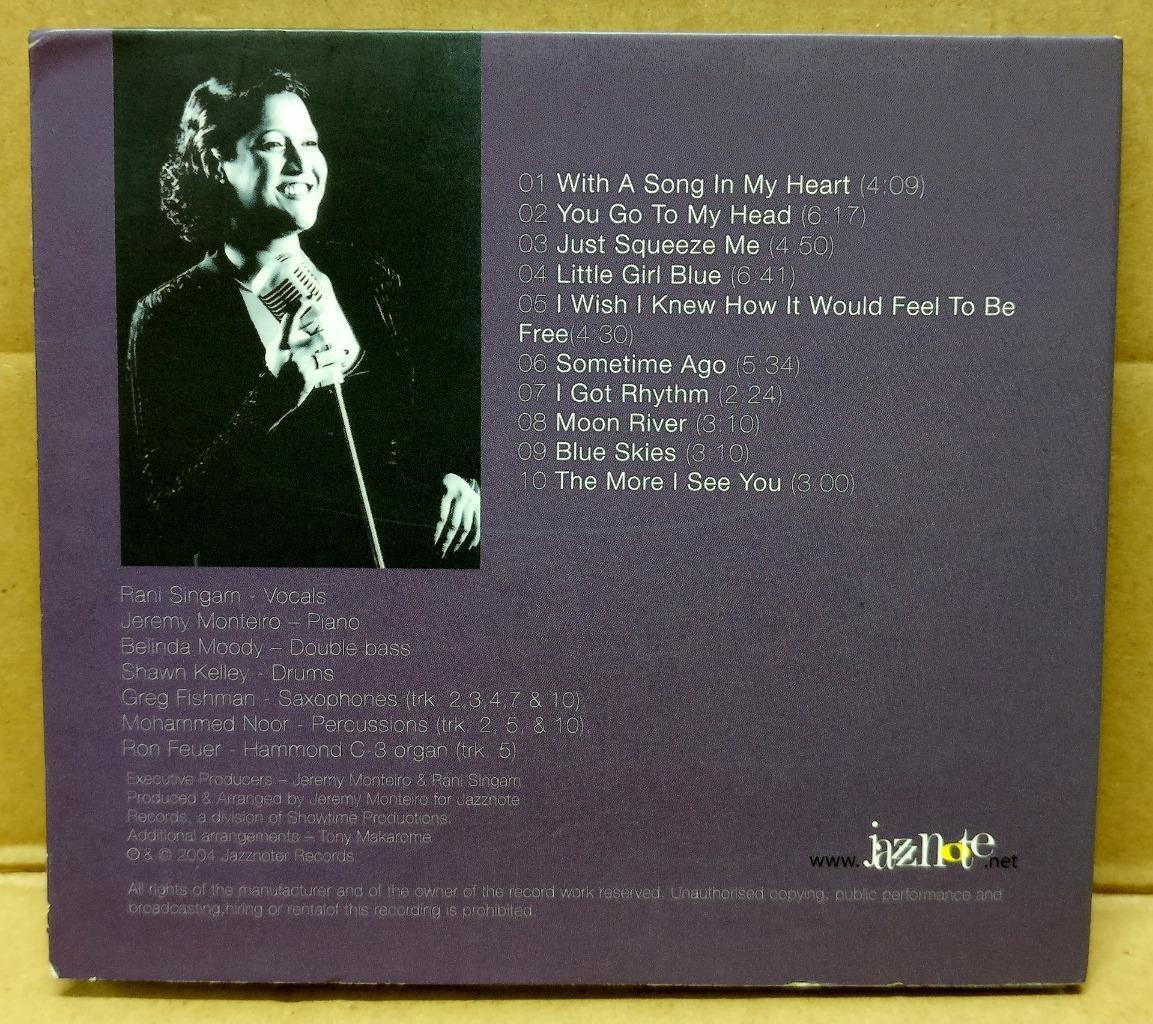 01 With A Song In My Heart (4:09)
02 You Go To My Head (6:17)
03 Just Squeeze Me (4:50)
04 Little Girl Blue (6:41)
05 I Wish I Knew How It Would Feel To Be
Free(4:30)
06 Sometime Ago (5:34)
07 I Got Rhythm (2:24)
08 Moon River (3:10)
09 Blue Skies (3:10)
10 The More I See You (3:00)
Rani Singam - Vocals
Jeremy Monteiro – Piano
Belinda Moody – Double bass
Shawn Kelley - Drums
Greg Fishman - Saxophones (trk. 2,3,4,7 & 10)
Mohammed Noor - Percussions (trk. 2, 5, & 10)
Ron Feuer - Hammond C-3 organ (trk. 5)
Executive Producers – Jeremy Monteiro & Rani Singam
Produced & Arranged by Jeremy Monteiro for Jazznote
Records, a division of Showtime Productions.
Additional arrangements – Tony Makarome
℗ & © 2004 Jazznoter Records
www.jazznote.net
All rights of the manufacturer and of the owner of the record work reserved. Unauthorised copying, public performance and
broadcasting,hiring or rentalof this recording is prohibited.